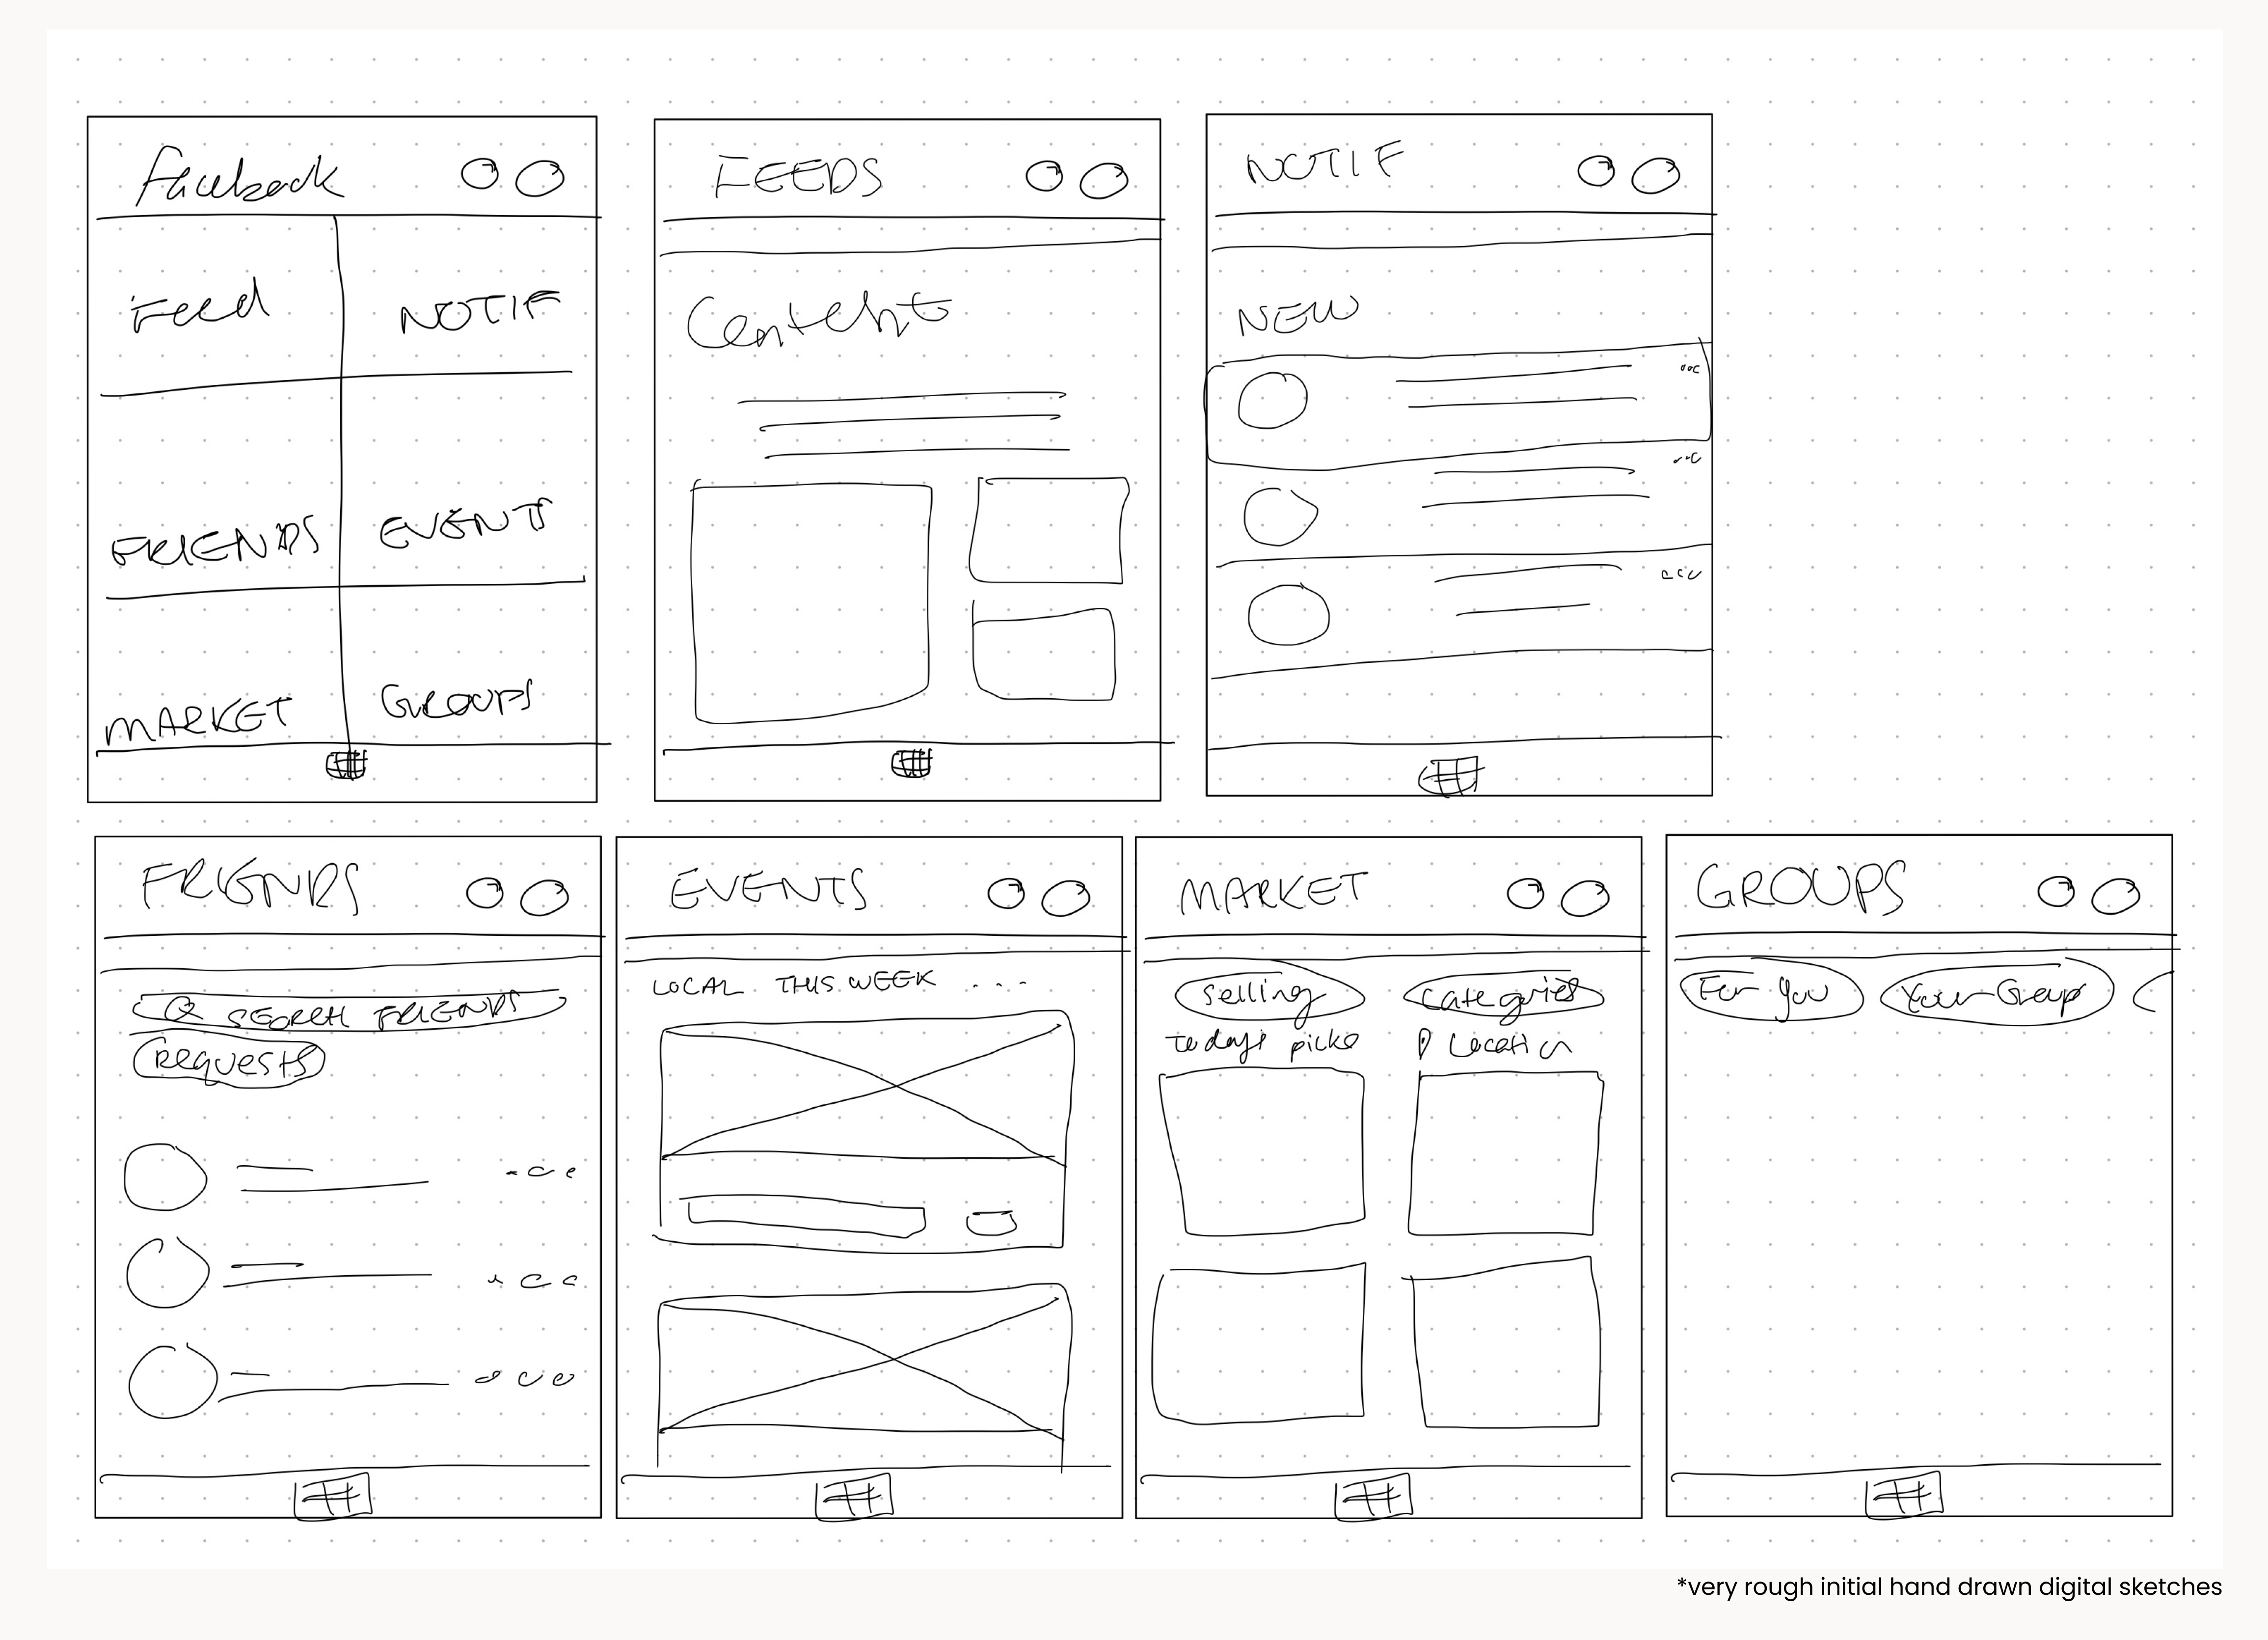 facebook
Feed
NOTIF
FRIENDS
EVENTS
MARKET
GROUPS
FEEDS
Content
NOTIF
NEW
FRIENDS
SEARCH FRIENDS
Requests
EVENTS
LOCAL THIS WEEK ...
MARKET
Selling
Categories
Todays picks
Location
GROUPS
For you
Your Group
*very rough initial hand drawn digital sketches